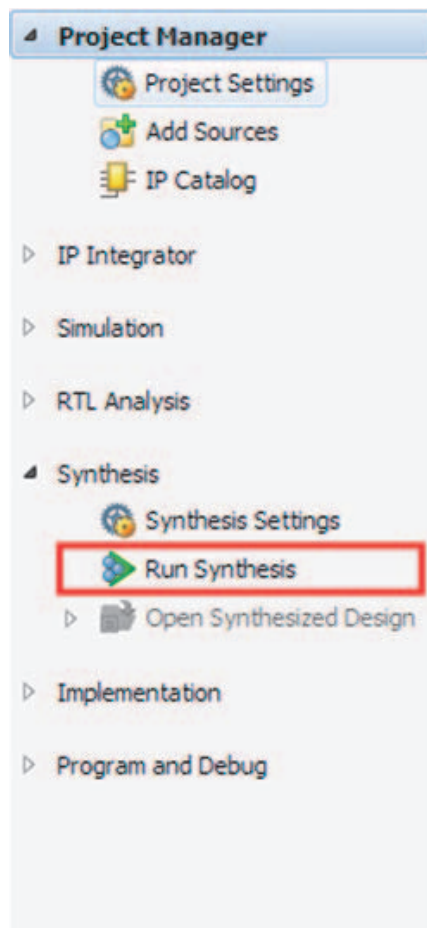 Project Manager
Project Settings
Add Sources
IP Catalog
IP Integrator
Simulation
RTL Analysis
Synthesis
Synthesis Settings
Run Synthesis
Open Synthesized Design
Implementation
Program and Debug